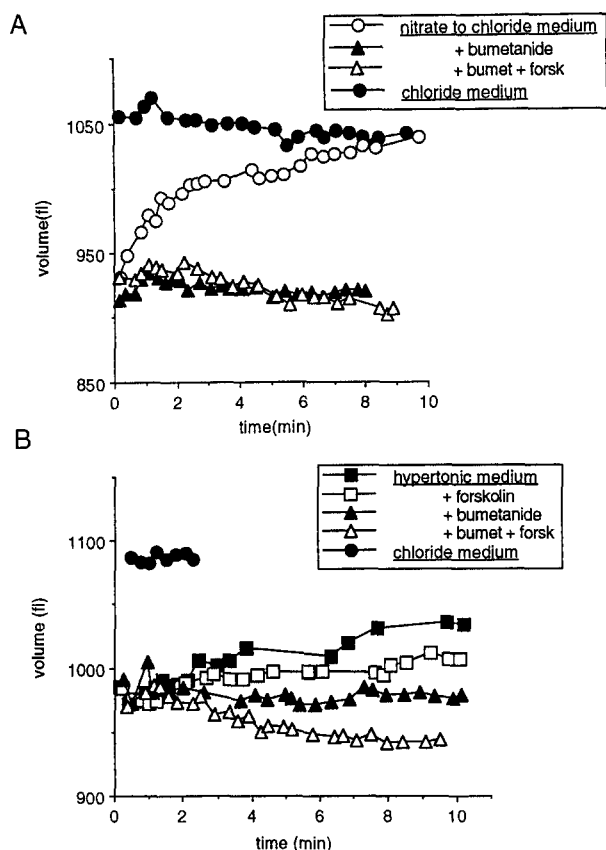 A
nitrate to chloride medium
+ bumetanide
+ bumet + forsk
chloride medium
1050
950
850
volume(fl)
0 2 4 6 8 10
time(min)
B
hypertonic medium
+ forskolin
+ bumetanide
+ bumet + forsk
chloride medium
1100
1000
900
volume (fl)
0 2 4 6 8 10
time (min)